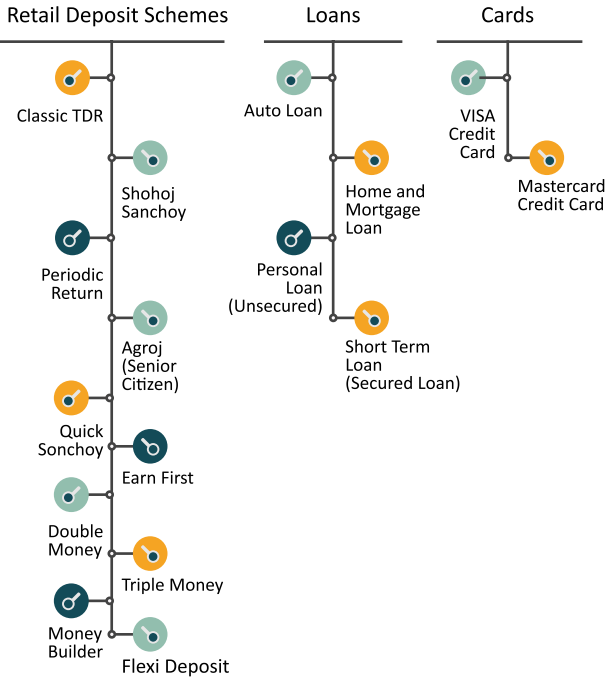 Retail Deposit Schemes
Classic TDR
Shohoj
Sanchoy
Periodic
Return
Agroj
(Senior
Citizen)
Quick
Sonchoy
Earn First
Double
Money
Triple Money
Money
Builder
Flexi Deposit
Loans
Auto Loan
Home and
Mortgage
Loan
Personal
Loan
(Unsecured)
Short Term
Loan
(Secured Loan)
Cards
VISA
Credit
Card
Mastercard
Credit Card